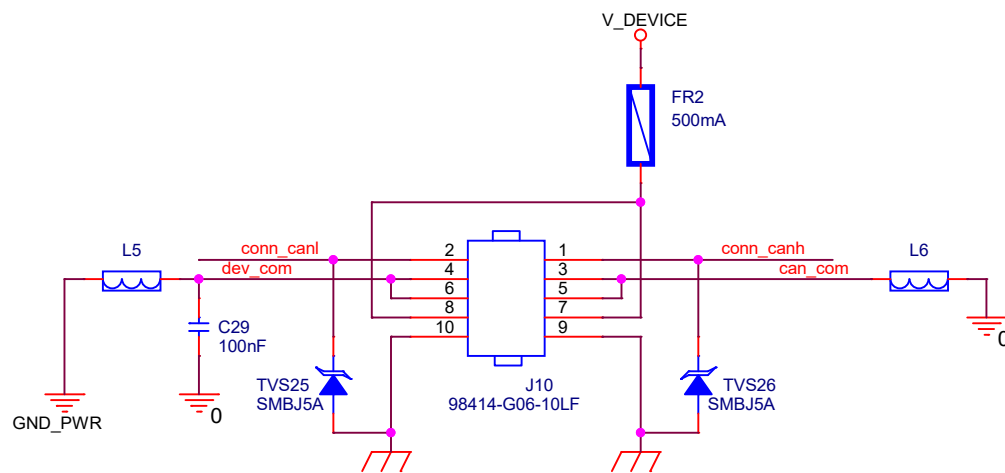 V_DEVICE
FR2
500mA
L5
conn_canl
2
1
conn_canh
L6
dev_com
4
3
can_com
6
5
8
7
10
9
C29
100nF
0
0
GND_PWR
TVS25
SMBJ5A
J10
98414-G06-10LF
TVS26
SMBJ5A